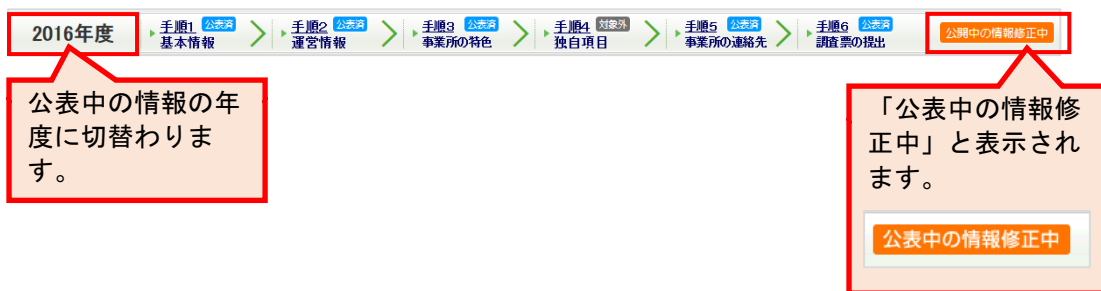 2016年度
手順1 公表済
基本情報
手順2 公表済
運営情報
手順3 公表済
事業所の特色
手順4 対象外
独自項目
手順5 公表済
事業所の連絡先
手順6 公表済
調査票の提出
公開中の情報修正中
公表中の情報の年
度に切替わりま
す。
「公表中の情報修
正中」と表示され
ます。
公表中の情報修正中